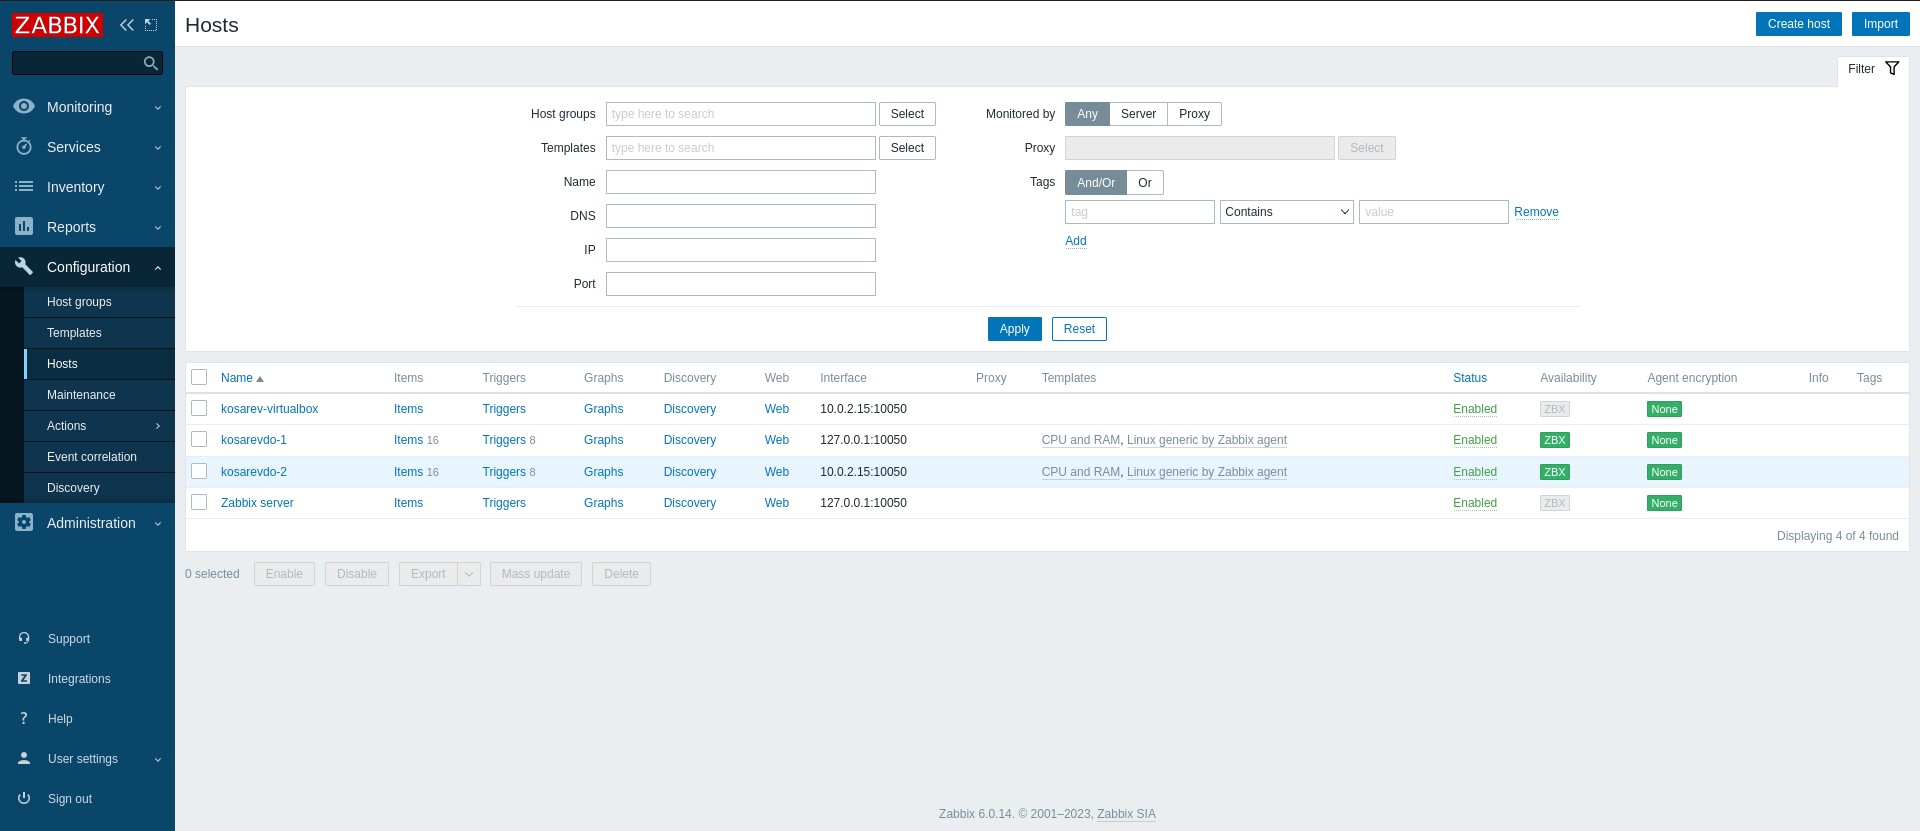 ZABBIX
Monitoring
Services
Inventory
Reports
Configuration
Host groups
Templates
Hosts
Maintenance
Actions
Event correlation
Discovery
Administration
Support
Integrations
Help
User settings
Sign out
Hosts
Create host Import
Filter
Host groups type here to search Select
Templates type here to search Select
Name
DNS
IP
Port
Monitored by Any Server Proxy
Proxy Select
Tags And/Or Or
tag Contains value Remove
Add
Apply Reset
Name Items Triggers Graphs Discovery Web Interface Proxy Templates Status Availability Agent encryption Info Tags
kosarev-virtualbox Items Triggers Graphs Discovery Web 10.0.2.15:10050 Enabled ZBX None
kosarevdo-1 Items 16 Triggers 8 Graphs Discovery Web 127.0.0.1:10050 CPU and RAM, Linux generic by Zabbix agent Enabled ZBX None
kosarevdo-2 Items 16 Triggers 8 Graphs Discovery Web 10.0.2.15:10050 CPU and RAM, Linux generic by Zabbix agent Enabled ZBX None
Zabbix server Items Triggers Graphs Discovery Web 127.0.0.1:10050 Enabled ZBX None
Displaying 4 of 4 found
0 selected Enable Disable Export Mass update Delete
Zabbix 6.0.14. © 2001–2023, Zabbix SIA